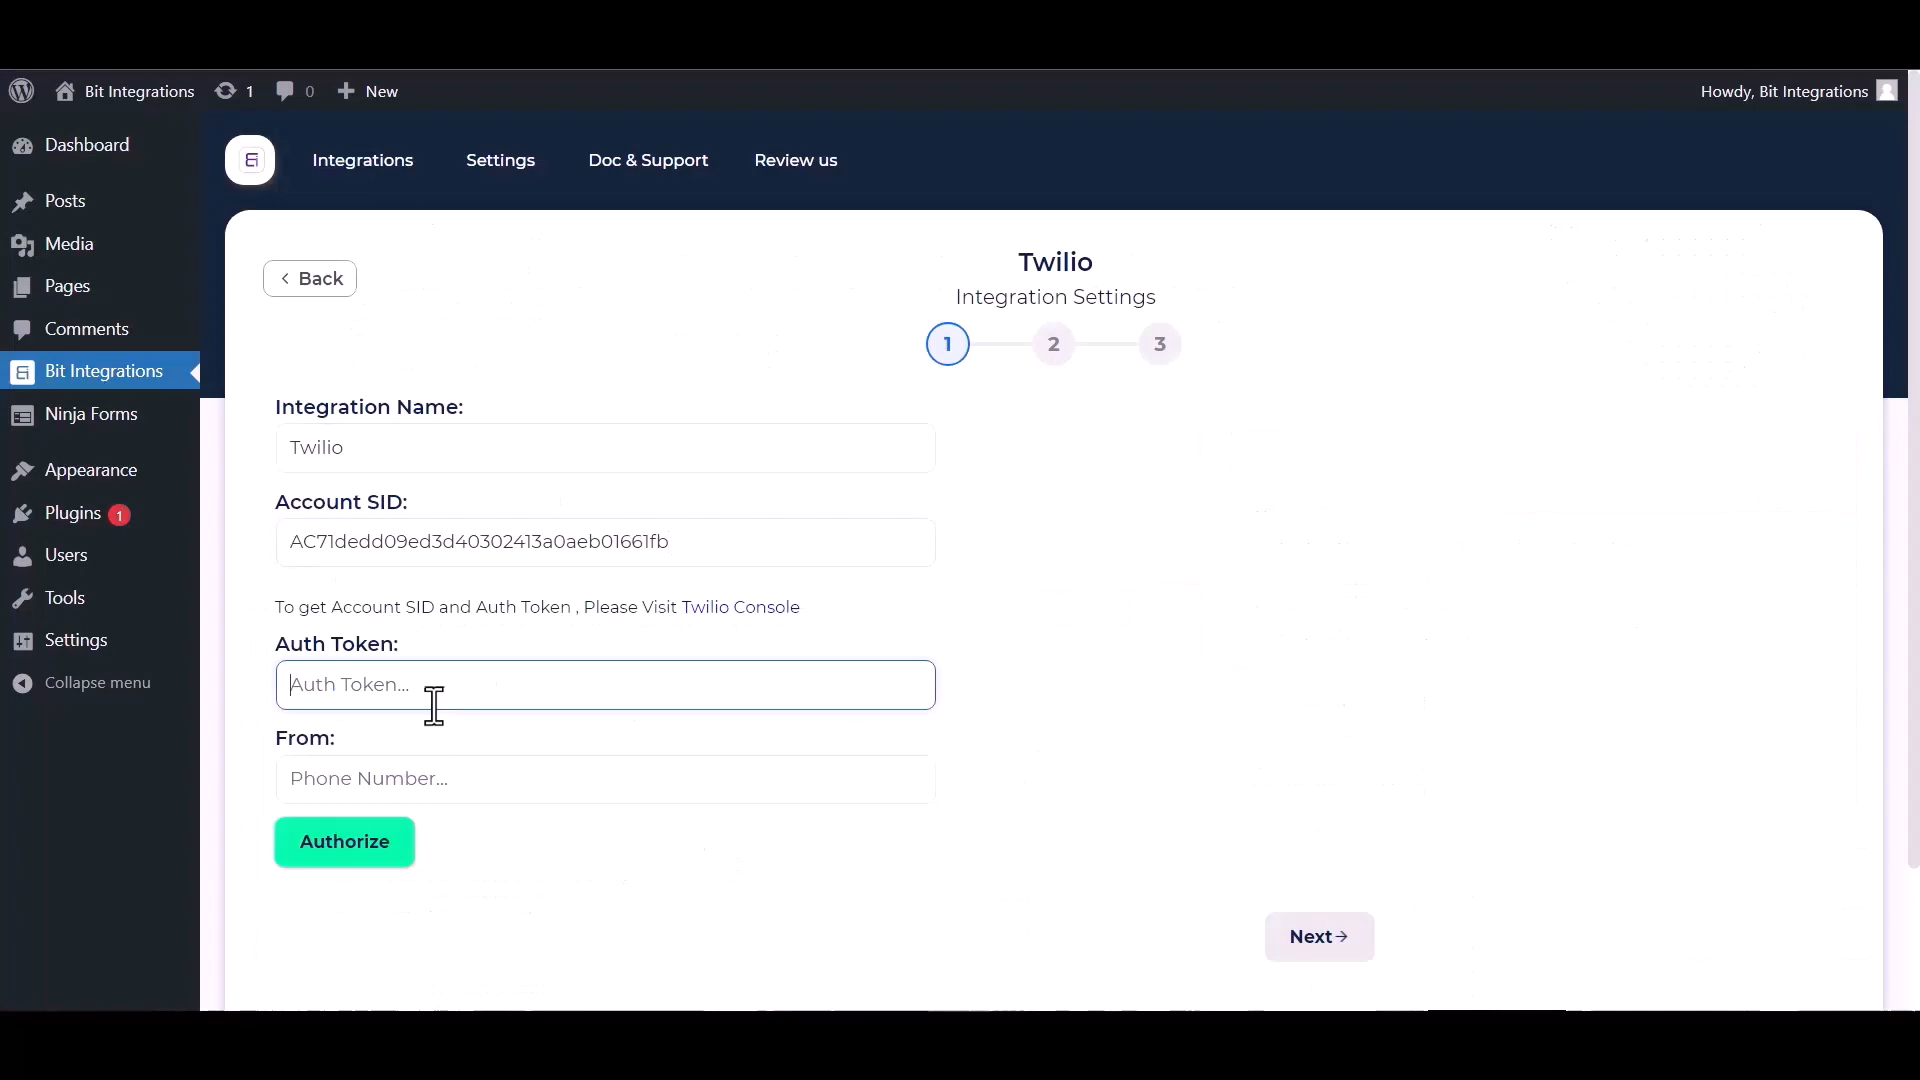 Bit Integrations 1 0 New Howdy, Bit Integrations
Dashboard
Posts
Media
Pages
Comments
Bit Integrations
Ninja Forms
Appearance
Plugins 1
Users
Tools
Settings
Collapse menu
Integrations Settings Doc & Support Review us
Back
Twilio
Integration Settings
1 2 3
Integration Name:
Twilio
Account SID:
AC71dedd09ed3d40302413a0aeb01661fb
To get Account SID and Auth Token , Please Visit Twilio Console
Auth Token:
Auth Token...
From:
Phone Number...
Authorize
Next→